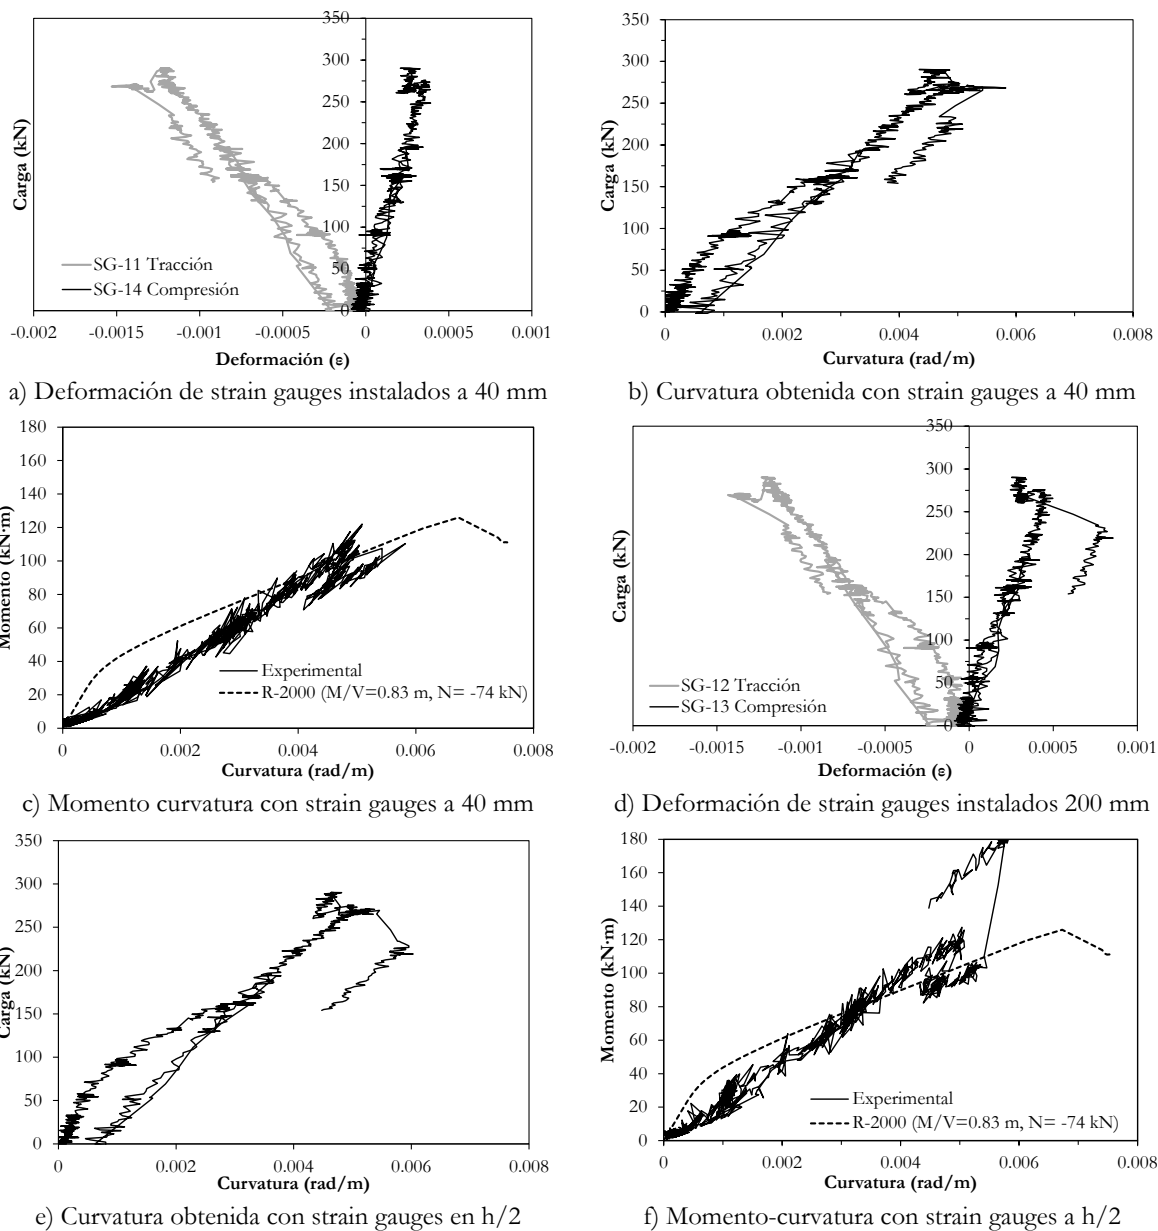 350
300
250
200
150
100
50
0
Carga (kN)
SG-11 Tracción
SG-14 Compresión
-0.002 -0.0015 -0.001 -0.0005 0 0.0005 0.001
Deformación (ε)
a) Deformación de strain gauges instalados a 40 mm
350
300
250
200
150
100
50
0
Carga (kN)
0 0.002 0.004 0.006 0.008
Curvatura (rad/m)
b) Curvatura obtenida con strain gauges a 40 mm
180
160
140
120
100
80
60
40
20
0
Momento (kN·m)
Experimental
R-2000 (M/V=0.83 m, N= -74 kN)
0 0.002 0.004 0.006 0.008
Curvatura (rad/m)
c) Momento curvatura con strain gauges a 40 mm
350
300
250
200
150
100
50
0
Carga (kN)
SG-12 Tracción
SG-13 Compresión
-0.002 -0.0015 -0.001 -0.0005 0 0.0005 0.001
Deformación (ε)
d) Deformación de strain gauges instalados 200 mm
350
300
250
200
150
100
50
0
Carga (kN)
0 0.002 0.004 0.006 0.008
Curvatura (rad/m)
e) Curvatura obtenida con strain gauges en h/2
180
160
140
120
100
80
60
40
20
0
Momento (kN·m)
Experimental
R-2000 (M/V=0.83 m, N= -74 kN)
0 0.002 0.004 0.006 0.008
Curvatura (rad/m)
f) Momento-curvatura con strain gauges a h/2